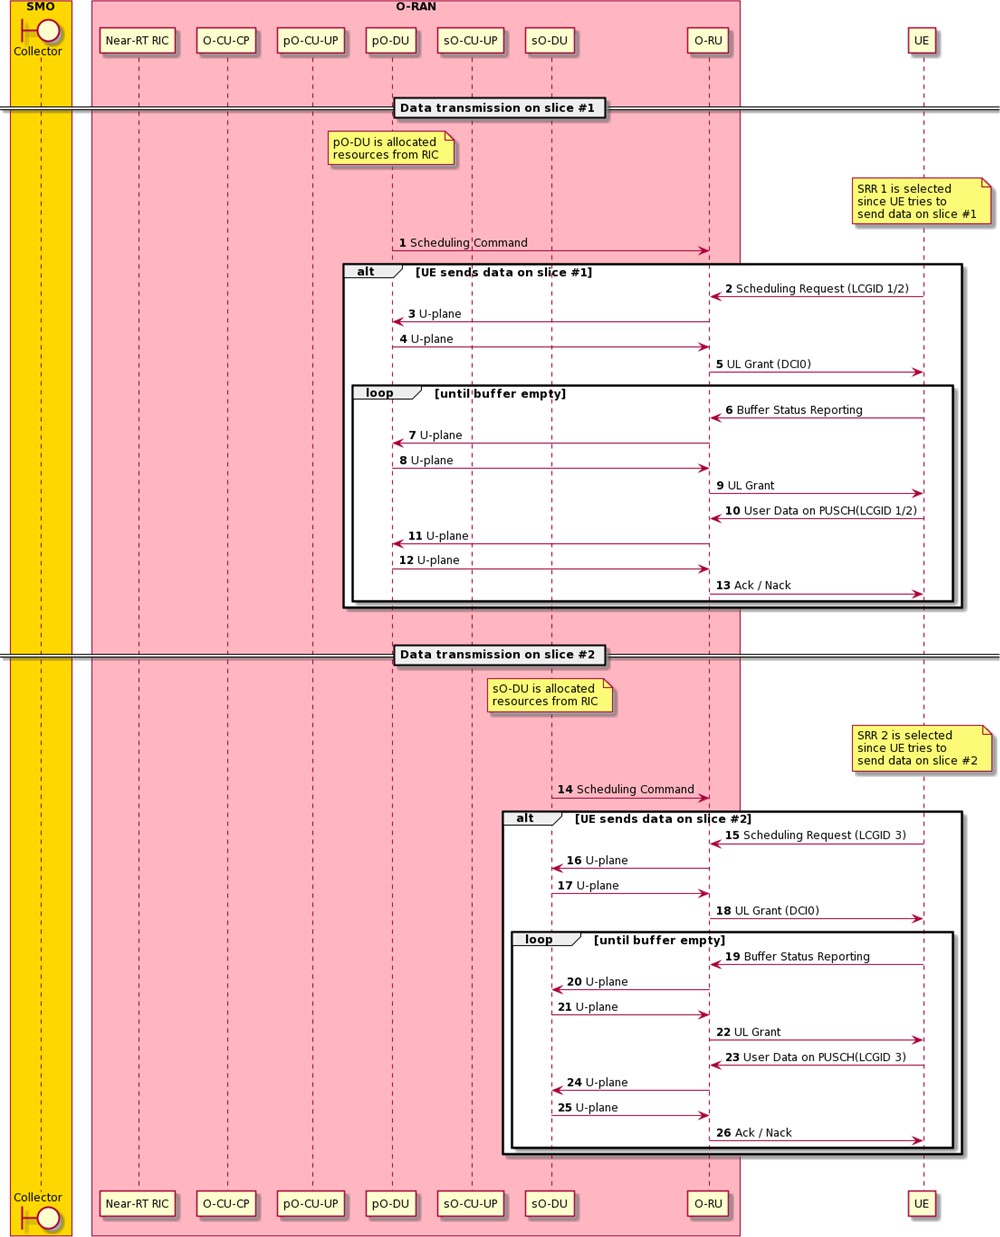 SMO
O-RAN
Collector
Near-RT RIC
O-CU-CP
pO-CU-UP
pO-DU
sO-CU-UP
sO-DU
O-RU
UE
Data transmission on slice #1
pO-DU is allocated
resources from RIC
SRR 1 is selected
since UE tries to
send data on slice #1
1 Scheduling Command
alt
[UE sends data on slice #1]
2 Scheduling Request (LCGID 1/2)
3 U-plane
4 U-plane
5 UL Grant (DCI0)
loop
[until buffer empty]
6 Buffer Status Reporting
7 U-plane
8 U-plane
9 UL Grant
10 User Data on PUSCH(LCGID 1/2)
11 U-plane
12 U-plane
13 Ack / Nack
Data transmission on slice #2
sO-DU is allocated
resources from RIC
SRR 2 is selected
since UE tries to
send data on slice #2
14 Scheduling Command
alt
[UE sends data on slice #2]
15 Scheduling Request (LCGID 3)
16 U-plane
17 U-plane
18 UL Grant (DCI0)
loop
[until buffer empty]
19 Buffer Status Reporting
20 U-plane
21 U-plane
22 UL Grant
23 User Data on PUSCH(LCGID 3)
24 U-plane
25 U-plane
26 Ack / Nack
Collector
Near-RT RIC
O-CU-CP
pO-CU-UP
pO-DU
sO-CU-UP
sO-DU
O-RU
UE